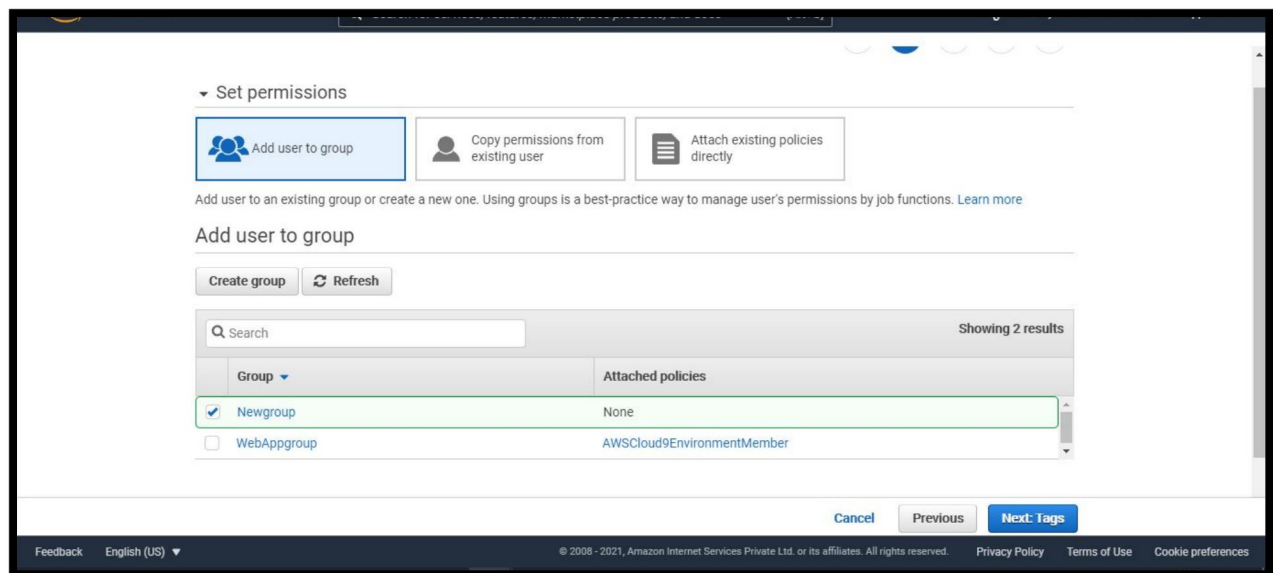 Set permissions
Add user to group
Copy permissions from
existing user
Attach existing policies
directly
Add user to an existing group or create a new one. Using groups is a best-practice way to manage user's permissions by job functions. Learn more
Add user to group
Create group Refresh
Search Showing 2 results
Group Attached policies
Newgroup None
WebAppgroup AWSCloud9EnvironmentMember
Cancel Previous Next: Tags
Feedback English (US) © 2008 - 2021, Amazon Internet Services Private Ltd. or its affiliates. All rights reserved. Privacy Policy Terms of Use Cookie preferences